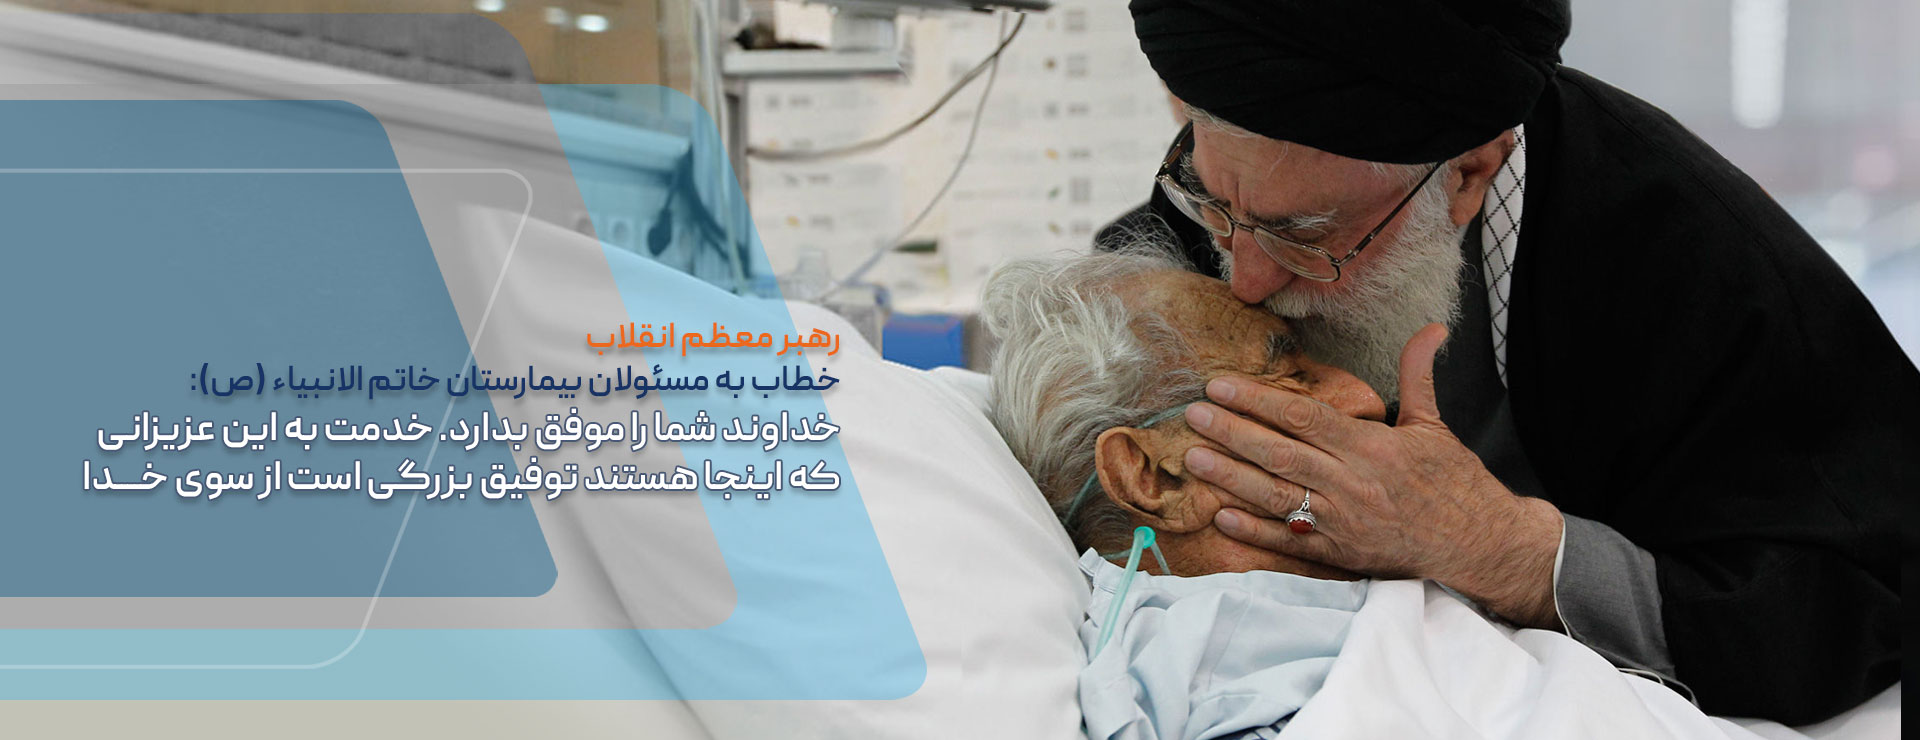 رهبر معظم انقلاب
خطاب به مسئولان بیمارستان خاتم الانبیاء (ص):
خداوند شما را موفق بدارد. خدمت به این عزیزانی
که اینجا هستند توفیق بزرگی است از سوی خـــدا